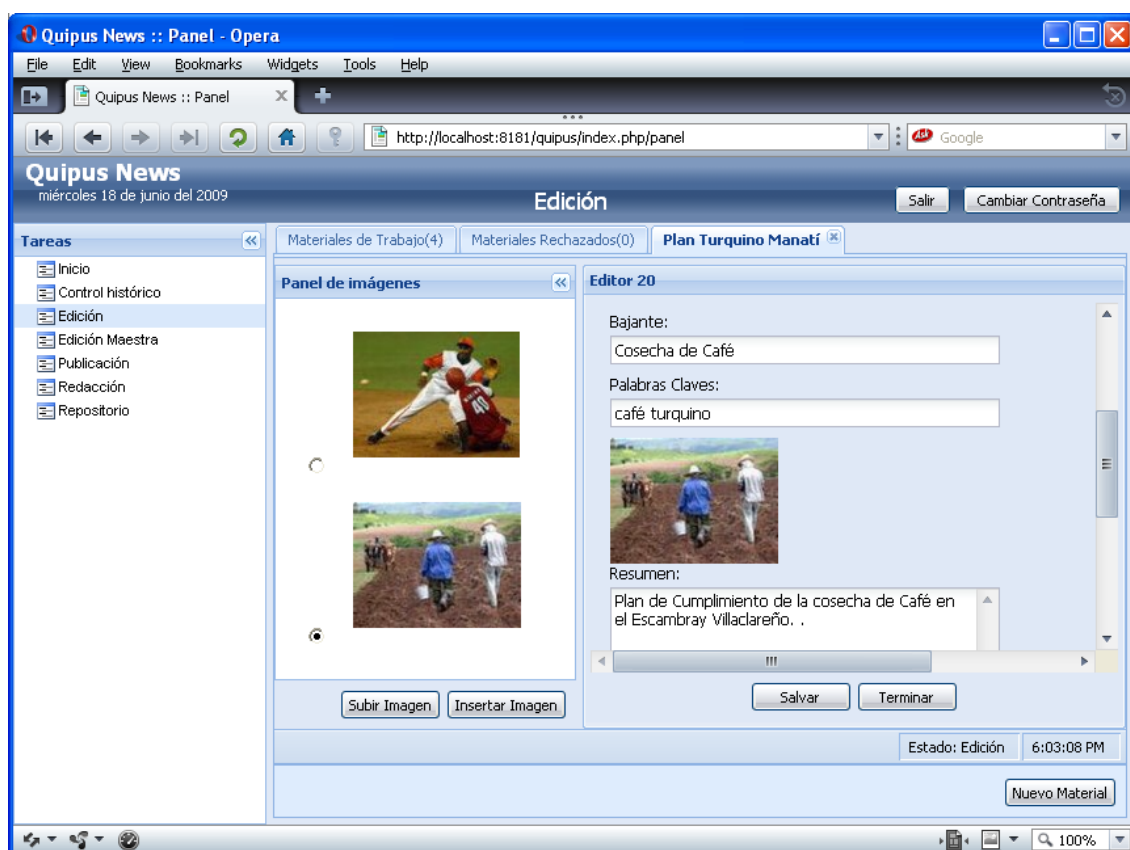 Quipus News :: Panel - Opera
File Edit View Bookmarks Widgets Tools Help
Quipus News :: Panel
http://localhost:8181/quipus/index.php/panel
Google
Quipus News
miércoles 18 de junio del 2009
Edición
Salir
Cambiar Contraseña
Tareas
Inicio
Control histórico
Edición
Edición Maestra
Publicación
Redacción
Repositorio
Materiales de Trabajo(4)
Materiales Rechazados(0)
Plan Turquino Manatí
Panel de imágenes
40
Subir Imagen
Insertar Imagen
Editor 20
Bajante:
Cosecha de Café
Palabras Claves:
café turquino
Resumen:
Plan de Cumplimiento de la cosecha de Café en
el Escambray Villaclareño. .
Salvar
Terminar
Estado: Edición
6:03:08 PM
Nuevo Material
100%